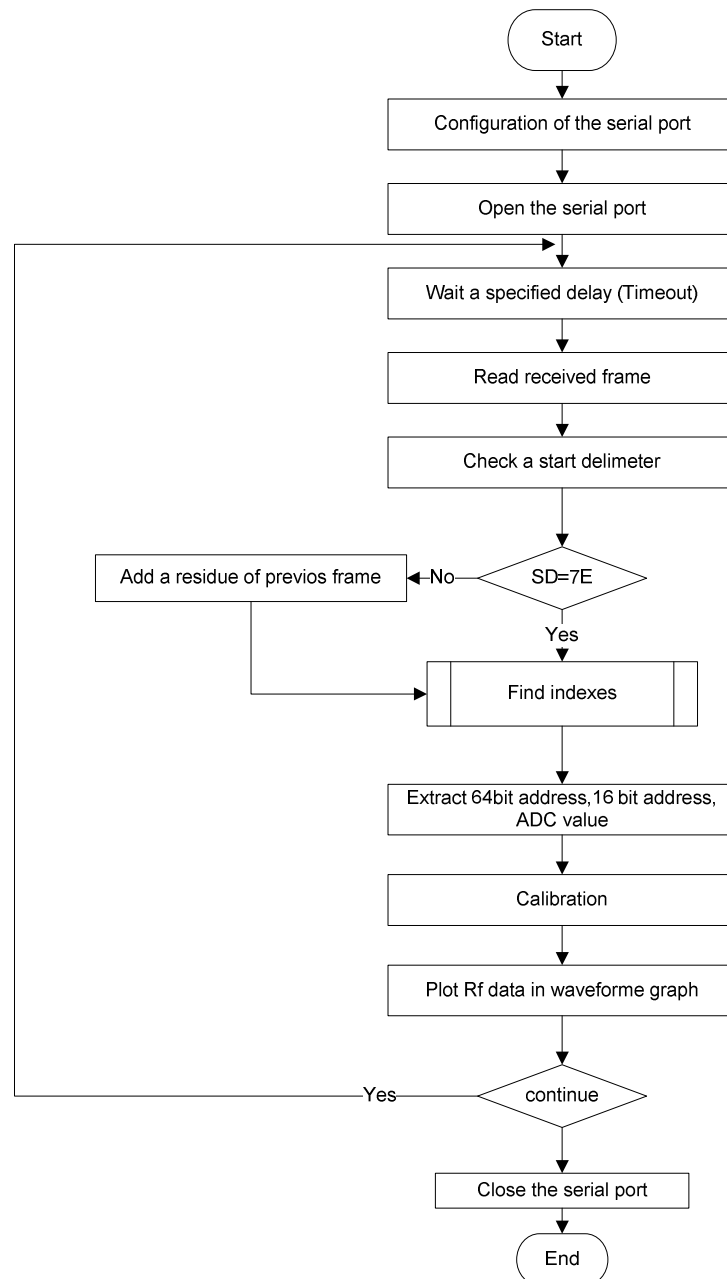 Start
Configuration of the serial port
Open the serial port
Wait a specified delay (Timeout)
Read received frame
Check a start delimeter
SD=7E
No
Add a residue of previos frame
Yes
Find indexes
Extract 64bit address,16 bit address,
ADC value
Calibration
Plot Rf data in waveforme graph
continue
Yes
Close the serial port
End